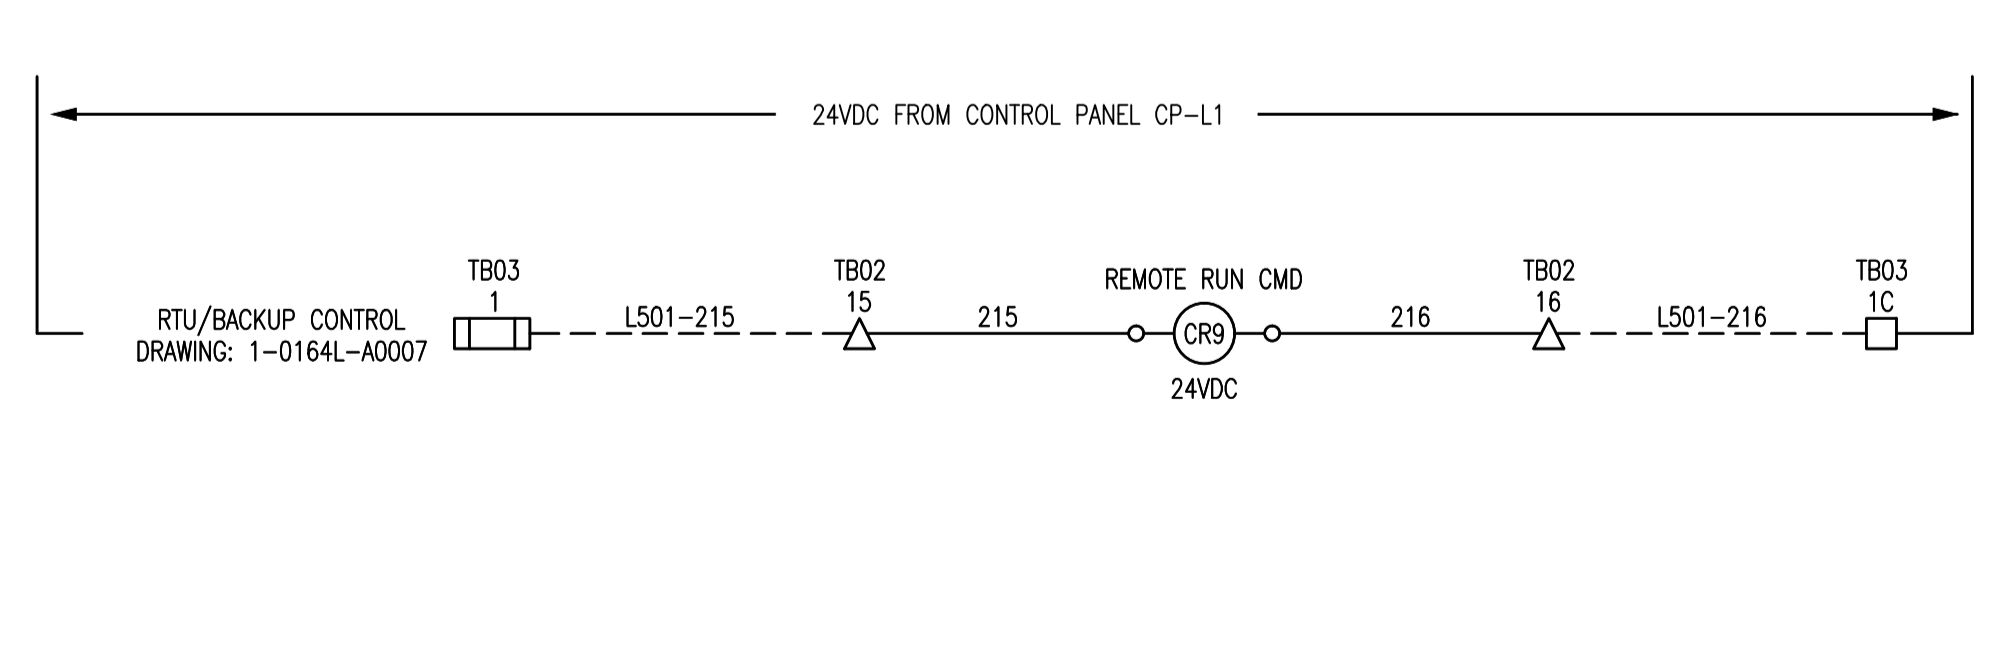 24VDC FROM CONTROL PANEL CP-L1
TB03
1
TB02
15
REMOTE RUN CMD
TB02
16
TB03
1C
RTU/BACKUP CONTROL
DRAWING: 1-0164L-A0007
L501-215
215
CR9
216
L501-216
24VDC